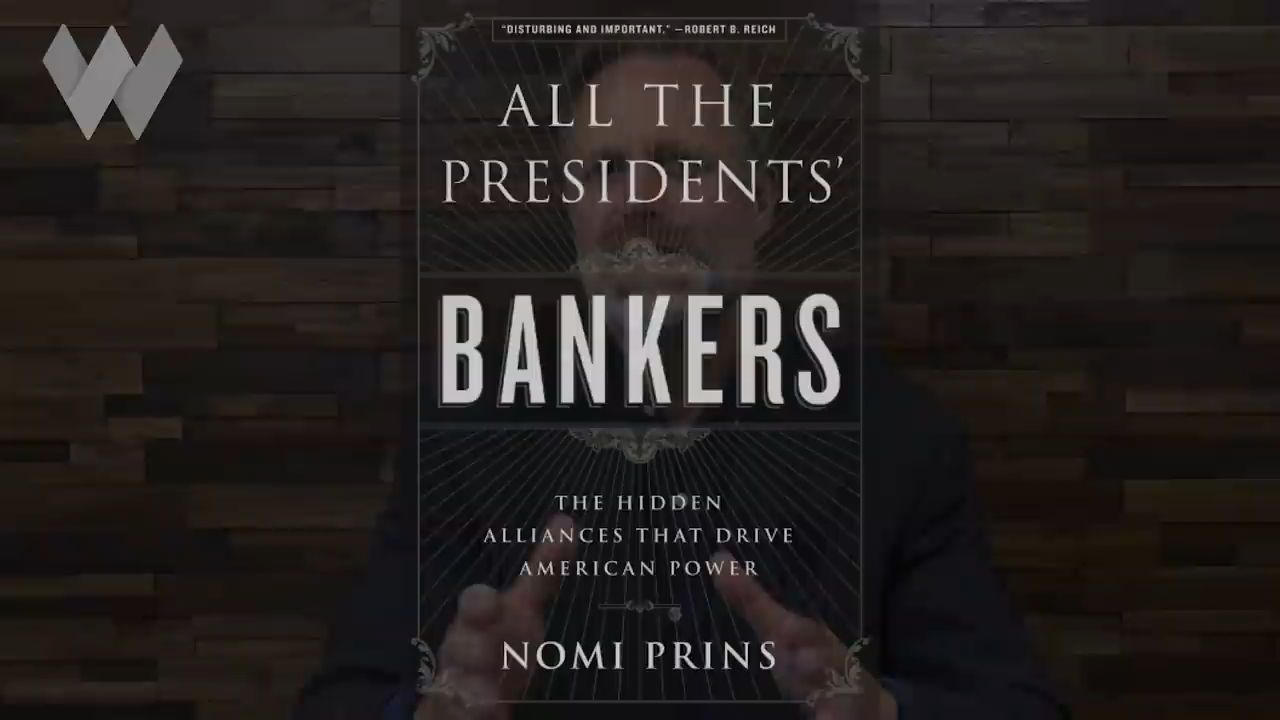 "DISTURBING AND IMPORTANT." —ROBERT B. REICH
ALL THE
PRESIDENTS'
BANKERS
THE HIDDEN
ALLIANCES THAT DRIVE
AMERICAN POWER
NOMI PRINS